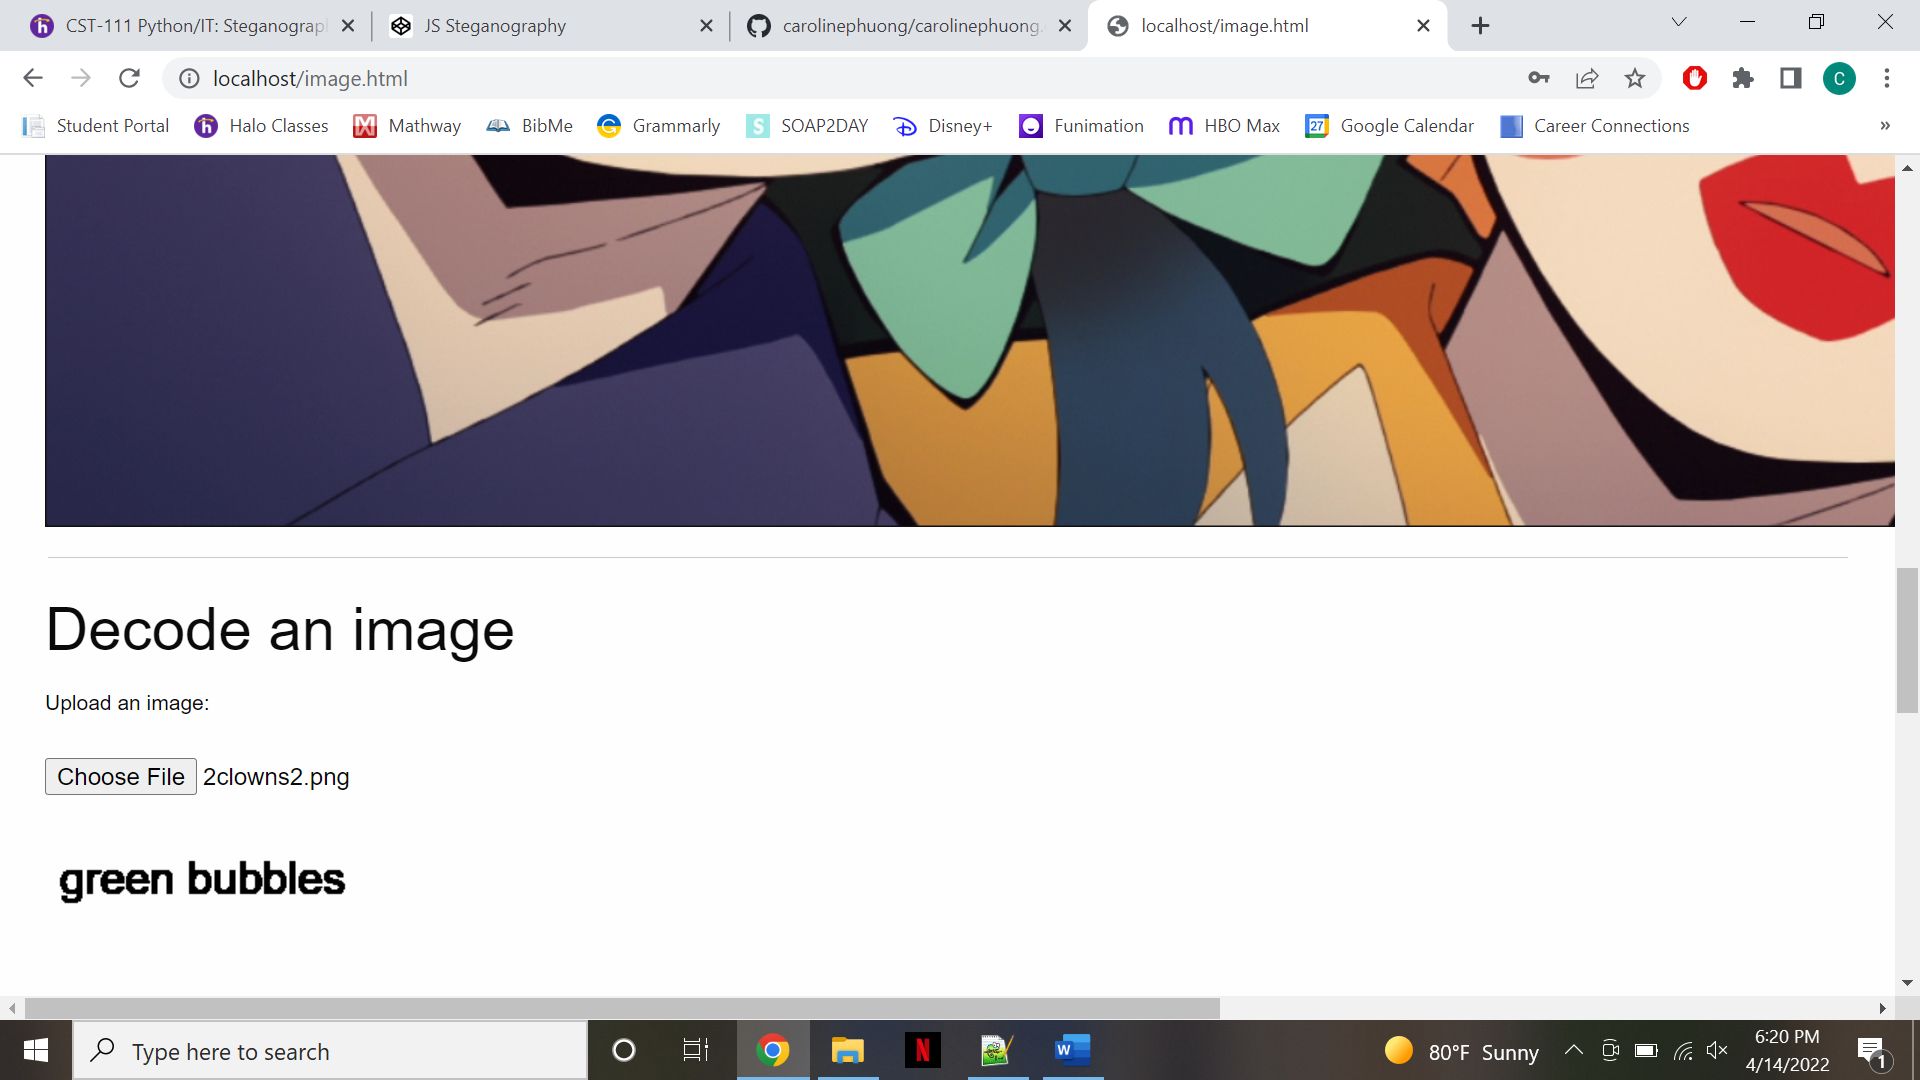 CST-111 Python/IT: Steganograp
JS Steganography
carolinephuong/carolinephuong.
localhost/image.html
localhost/image.html
C
Student Portal
Halo Classes
Mathway
BibMe
Grammarly
S SOAP2DAY
Disney+
Funimation
HBO Max
27 Google Calendar
Career Connections
»
Decode an image
Upload an image:
Choose File 2clowns2.png
green bubbles
Type here to search
N
W
80°F Sunny
6:20 PM
4/14/2022
1